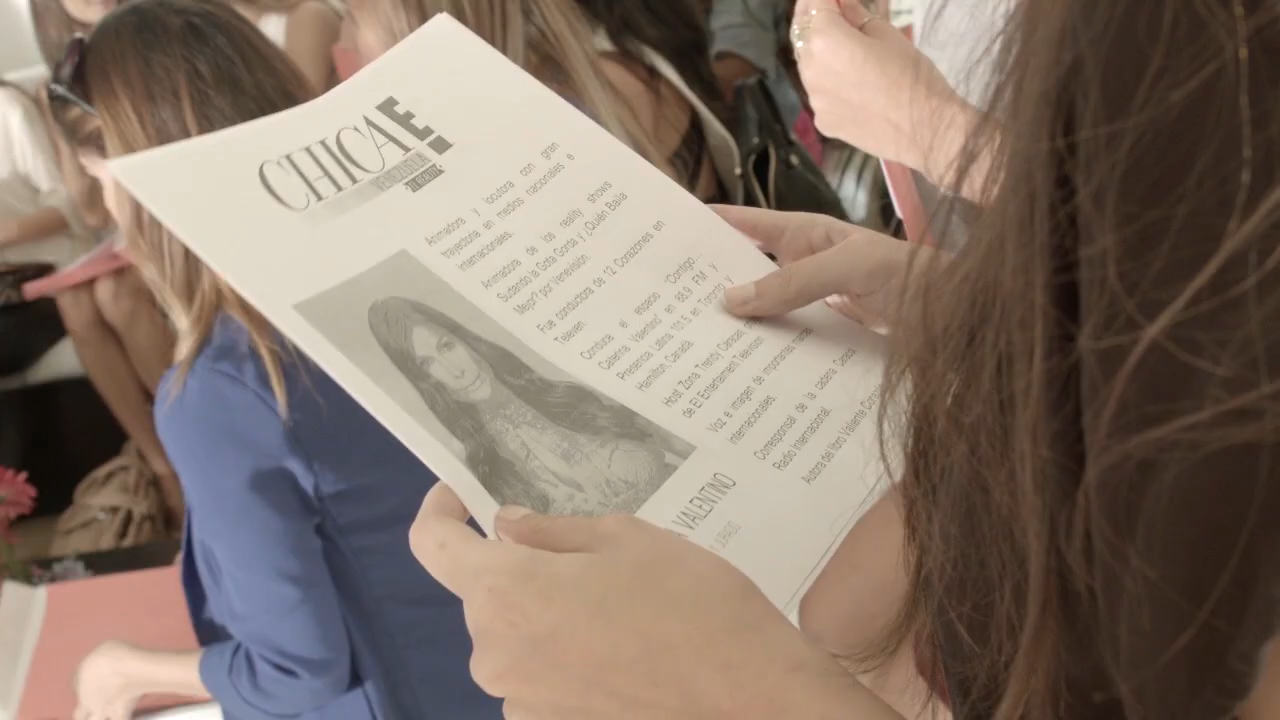 CHICA E!
VENEZUELA
Animadora y locutora con gran
trayectoria en medios nacionales e
internacionales.
Animadora de los reality shows
Sudando la Gota Gorda y ¿Quién Baila
Mejor? por Venevisión.
Fue conductora de 12 Corazones en
Televen.
Conduce el espacio "Contigo...
Caterina Valentino" en 88.9 FM y
Presencia Latina 101.5 en Toronto y
Hamilton, Canadá
Host Zona Trendy Caracas
de E! Entertainment Television
Voz e imagen de importantes marcas
internacionales.
Corresponsal de la cadena Caracol
Radio Internacional.
Autora del libro Valiente
VALENTINO
JURADO